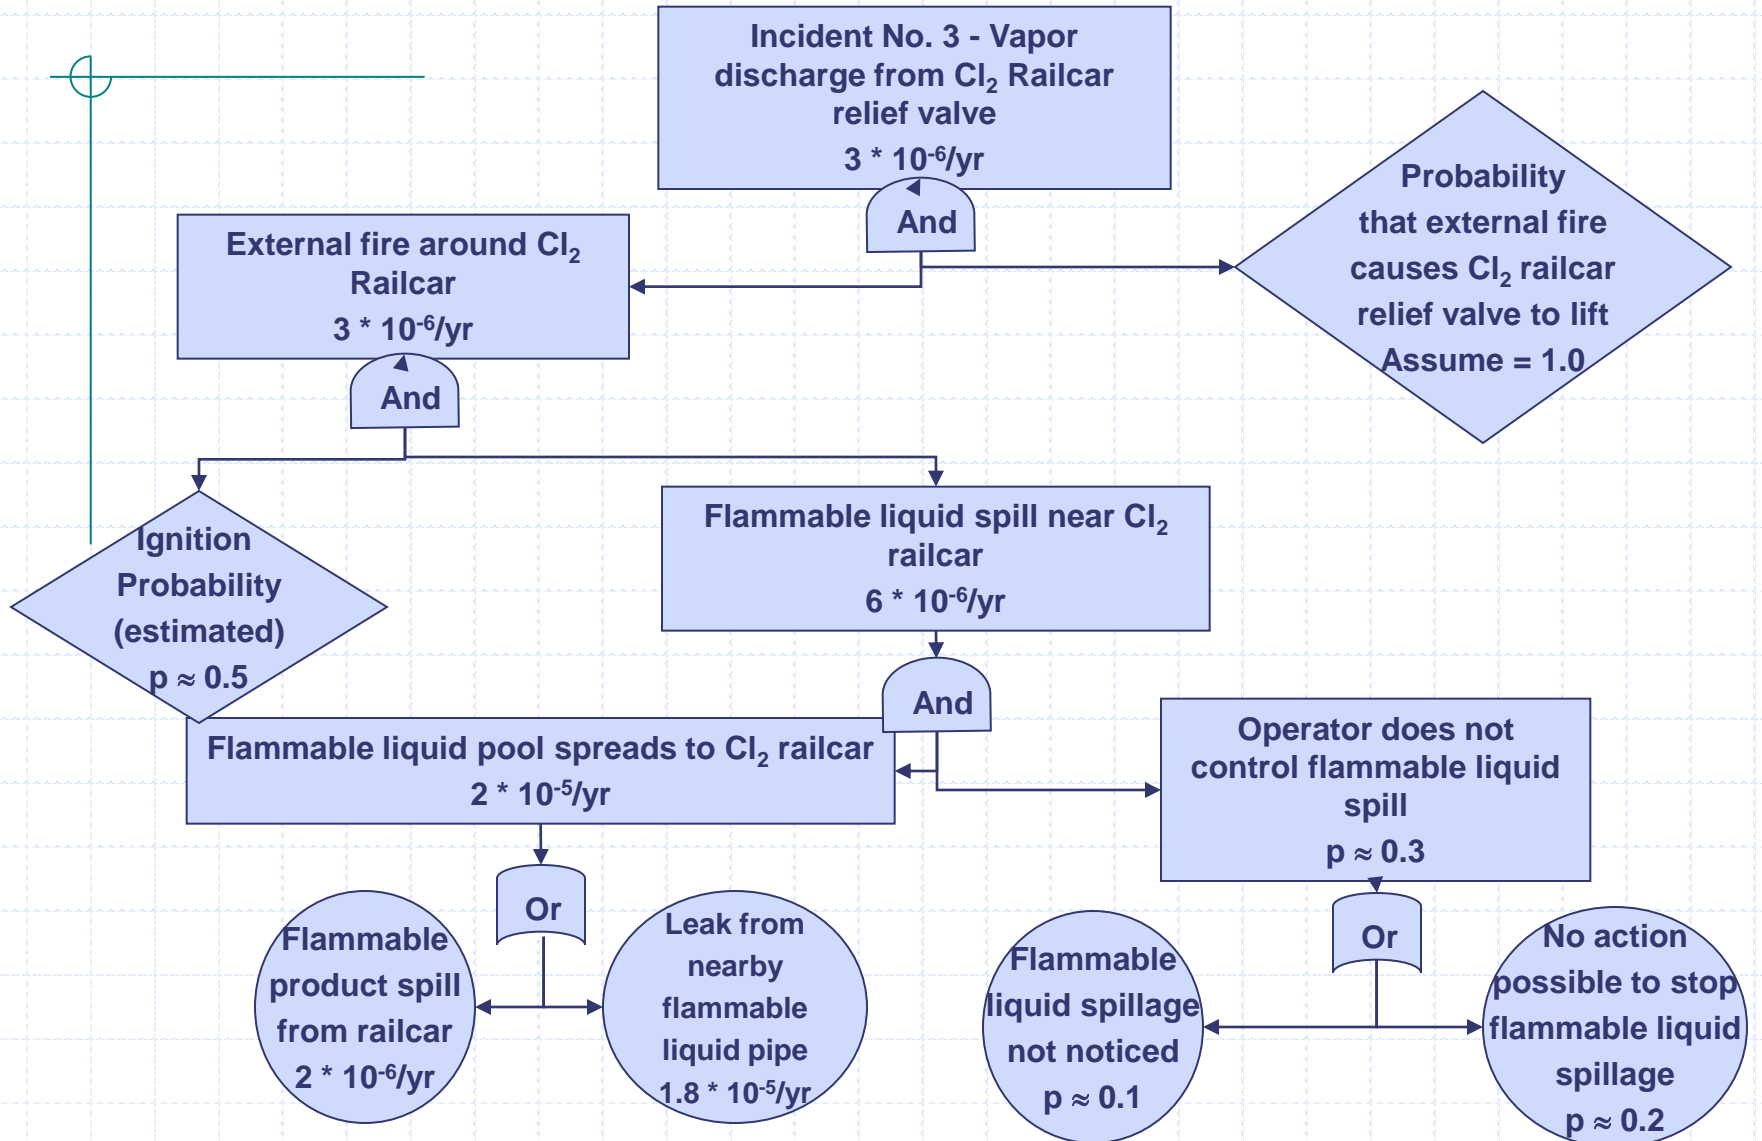 Incident No. 3 - Vapor
discharge from Cl₂ Railcar
relief valve
3 * 10⁻⁶/yr
And
Probability
that external fire
causes Cl₂ railcar
relief valve to lift
Assume = 1.0
External fire around Cl₂
Railcar
3 * 10⁻⁶/yr
And
Ignition
Probability
(estimated)
p ≈ 0.5
Flammable liquid spill near Cl₂
railcar
6 * 10⁻⁶/yr
And
Flammable liquid pool spreads to Cl₂ railcar
2 * 10⁻⁵/yr
Operator does not
control flammable liquid
spill
p ≈ 0.3
Or
Flammable
product spill
from railcar
2 * 10⁻⁶/yr
Leak from
nearby
flammable
liquid pipe
1.8 * 10⁻⁵/yr
Or
Flammable
liquid spillage
not noticed
p ≈ 0.1
No action
possible to stop
flammable liquid
spillage
p ≈ 0.2